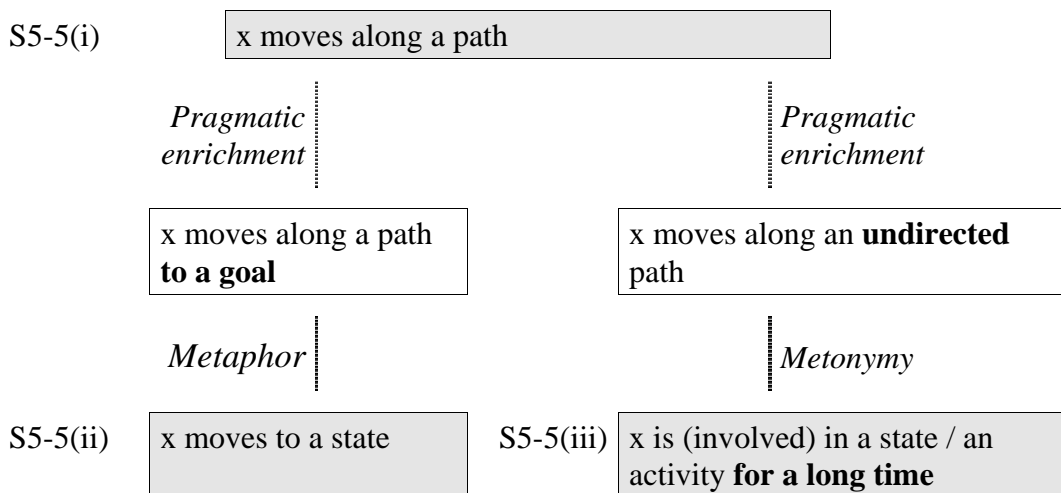 S5-5(i) x moves along a path
Pragmatic
enrichment
Pragmatic
enrichment
x moves along a path
to a goal
x moves along an undirected
path
Metaphor
Metonymy
S5-5(ii) x moves to a state
S5-5(iii) x is (involved) in a state / an
activity for a long time